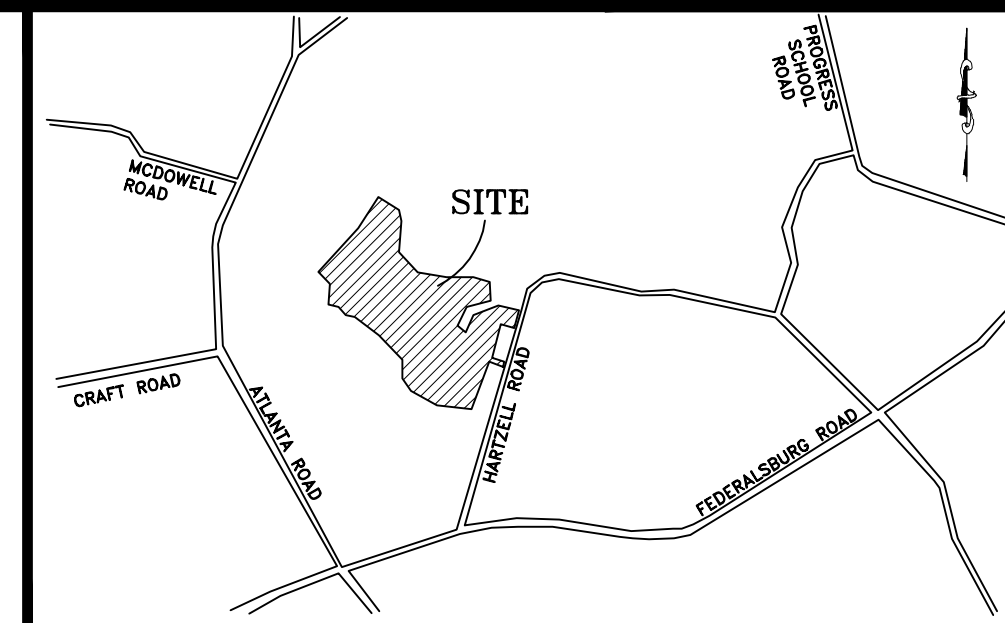 PROGRESS
SCHOOL
ROAD
MCDOWELL
ROAD
SITE
CRAFT ROAD
ATLANTA ROAD
HARTZELL ROAD
FEDERALSBURG ROAD